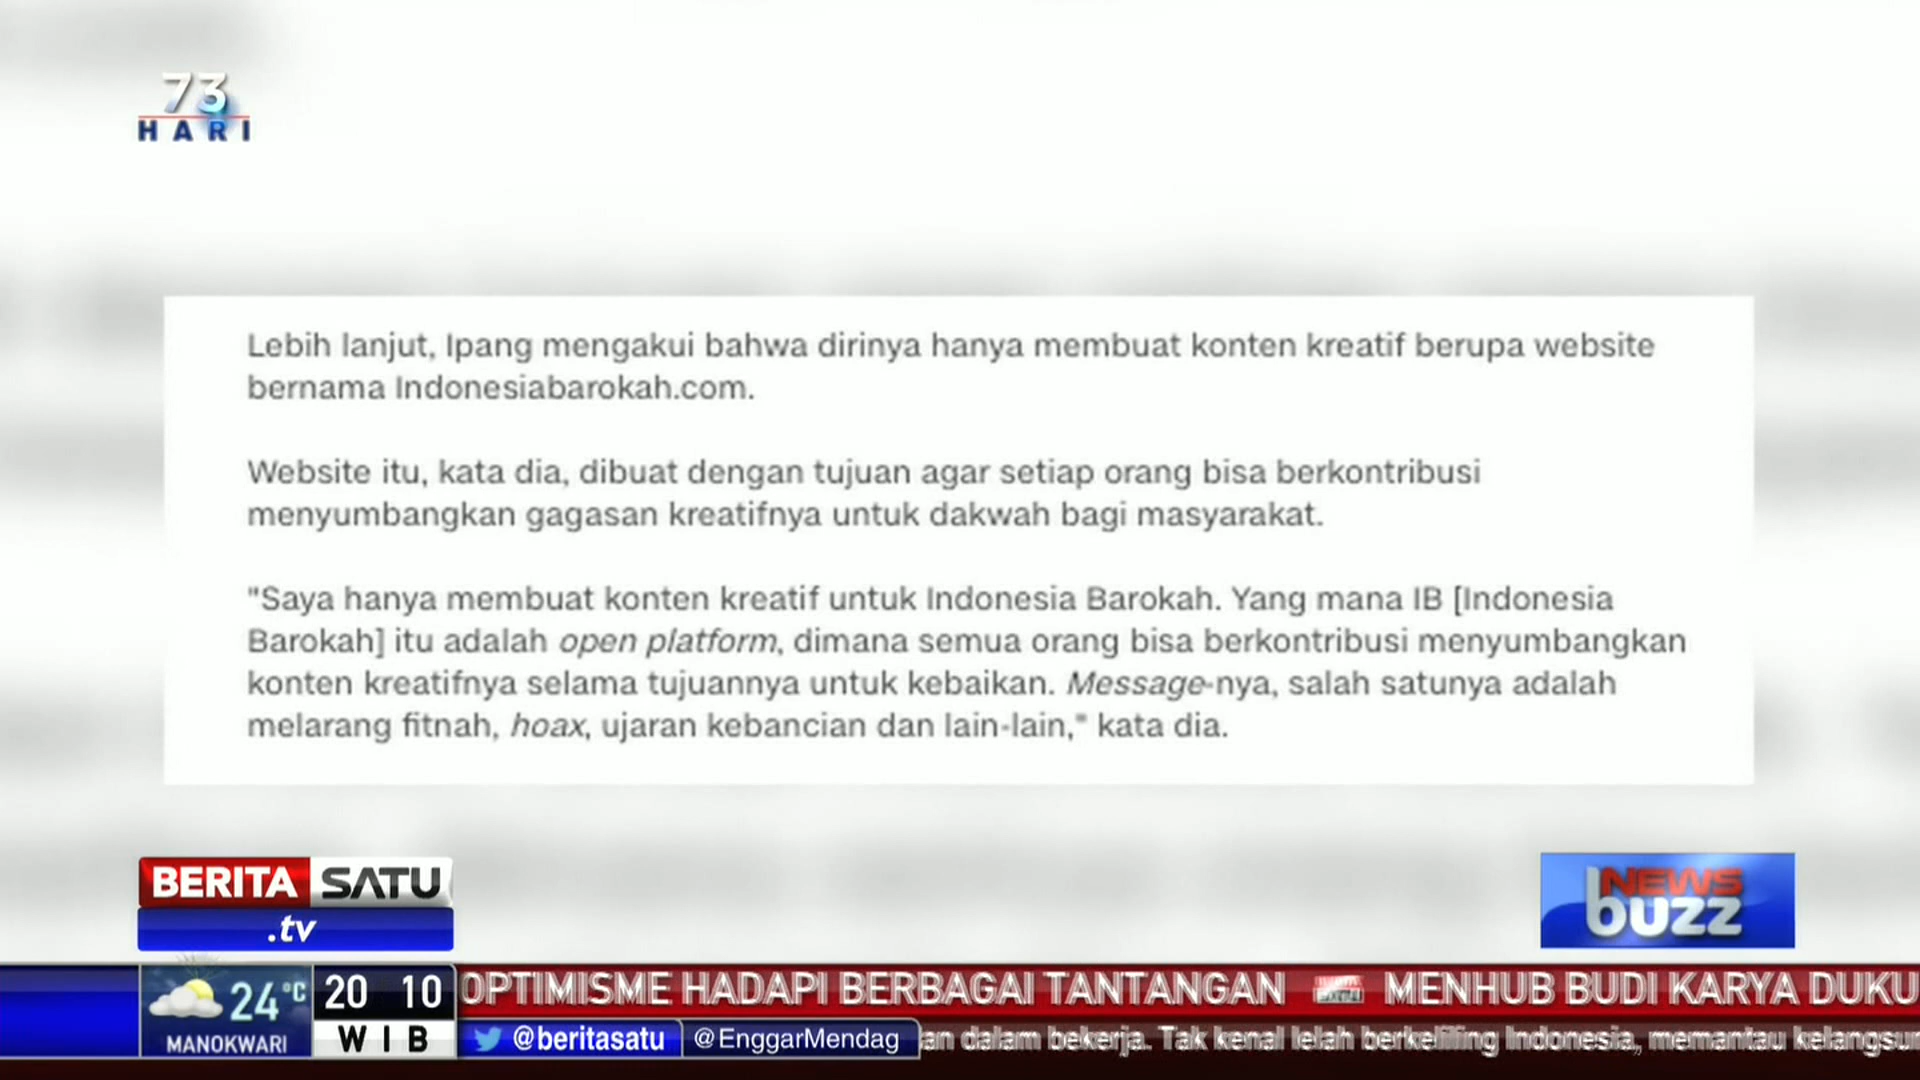 73
HARI
Lebih lanjut, Ipang mengakui bahwa dirinya hanya membuat konten kreatif berupa website
bernama Indonesiabarokah.com.
Website itu, kata dia, dibuat dengan tujuan agar setiap orang bisa berkontribusi
menyumbangkan gagasan kreatifnya untuk dakwah bagi masyarakat.
"Saya hanya membuat konten kreatif untuk Indonesia Barokah. Yang mana IB [Indonesia
Barokah] itu adalah open platform, dimana semua orang bisa berkontribusi menyumbangkan
konten kreatifnya selama tujuannya untuk kebaikan. Message-nya, salah satunya adalah
melarang fitnah, hoax, ujaran kebancian dan lain-lain," kata dia.
BERITA SATU
.tv
NEWS
buzz
24°C
MANOKWARI
20 10
WIB
OPTIMISME HADAPI BERBAGAI TANTANGAN MENHUB BUDI KARYA DUKU
@beritasatu @EnggarMendag an dalam bekerja. Tak kenal lelah berkeliling Indonesia, memantau kelangsu